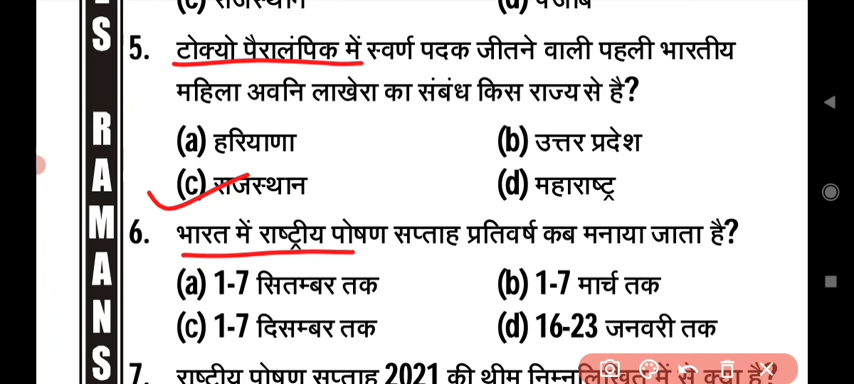 (c) राजस्थान (d) पंजाब
5. टोक्यो पैरालंपिक में स्वर्ण पदक जीतने वाली पहली भारतीय
महिला अवनि लाखेरा का संबंध किस राज्य से है?
(a) हरियाणा (b) उत्तर प्रदेश
(c) राजस्थान (d) महाराष्ट्र
6. भारत में राष्ट्रीय पोषण सप्ताह प्रतिवर्ष कब मनाया जाता है?
(a) 1-7 सितम्बर तक (b) 1-7 मार्च तक
(c) 1-7 दिसम्बर तक (d) 16-23 जनवरी तक
7. राष्ट्रीय पोषण सप्ताह 2021 की थीम निम्नलिखित में से क्या है?
S RAMANS